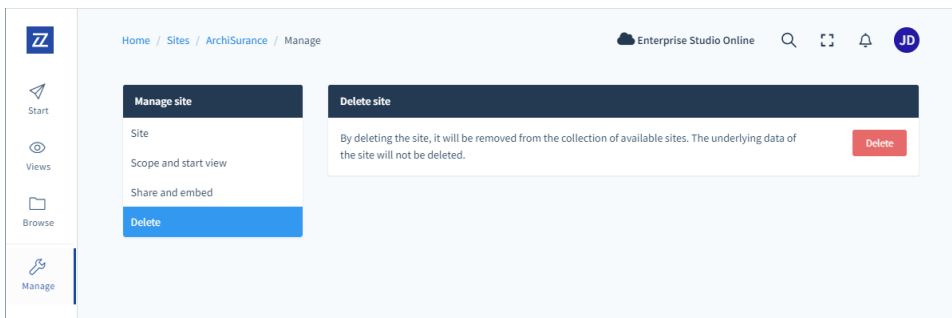 ZZ
Home / Sites / ArchiSurance / Manage
Enterprise Studio Online
JD
Start
Views
Browse
Manage
Manage site
Site
Scope and start view
Share and embed
Delete
Delete site
By deleting the site, it will be removed from the collection of available sites. The underlying data of
the site will not be deleted.
Delete